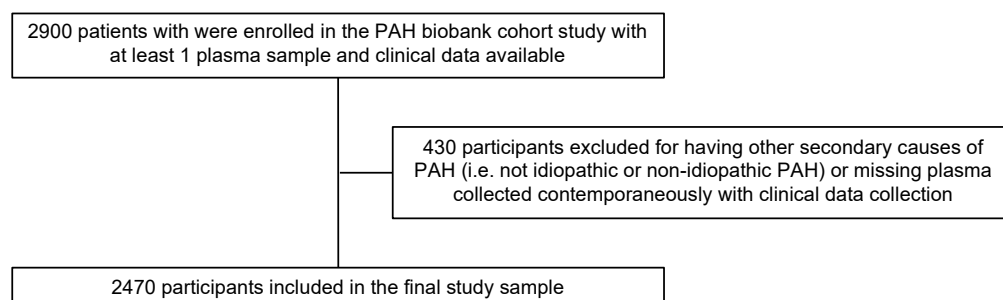 2900 patients with were enrolled in the PAH biobank cohort study with
at least 1 plasma sample and clinical data available
430 participants excluded for having other secondary causes of
PAH (i.e. not idiopathic or non-idiopathic PAH) or missing plasma
collected contemporaneously with clinical data collection
2470 participants included in the final study sample